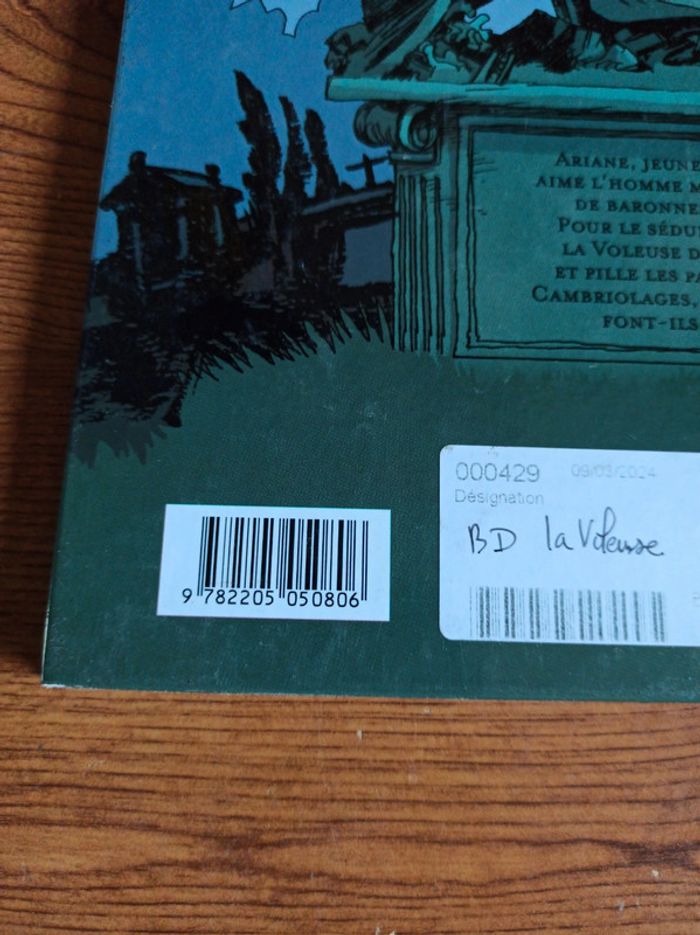 ARIANE, JEUNE
AIME L'HOMME M
DE BARONNE
POUR LE SÉDU
LA VOLEUSE D
ET PILLE LES PA
CAMBRIOLAGES,
FONT-ILS
000429 09/03/2024
Désignation
BD la Voleuse
9 782205 050806